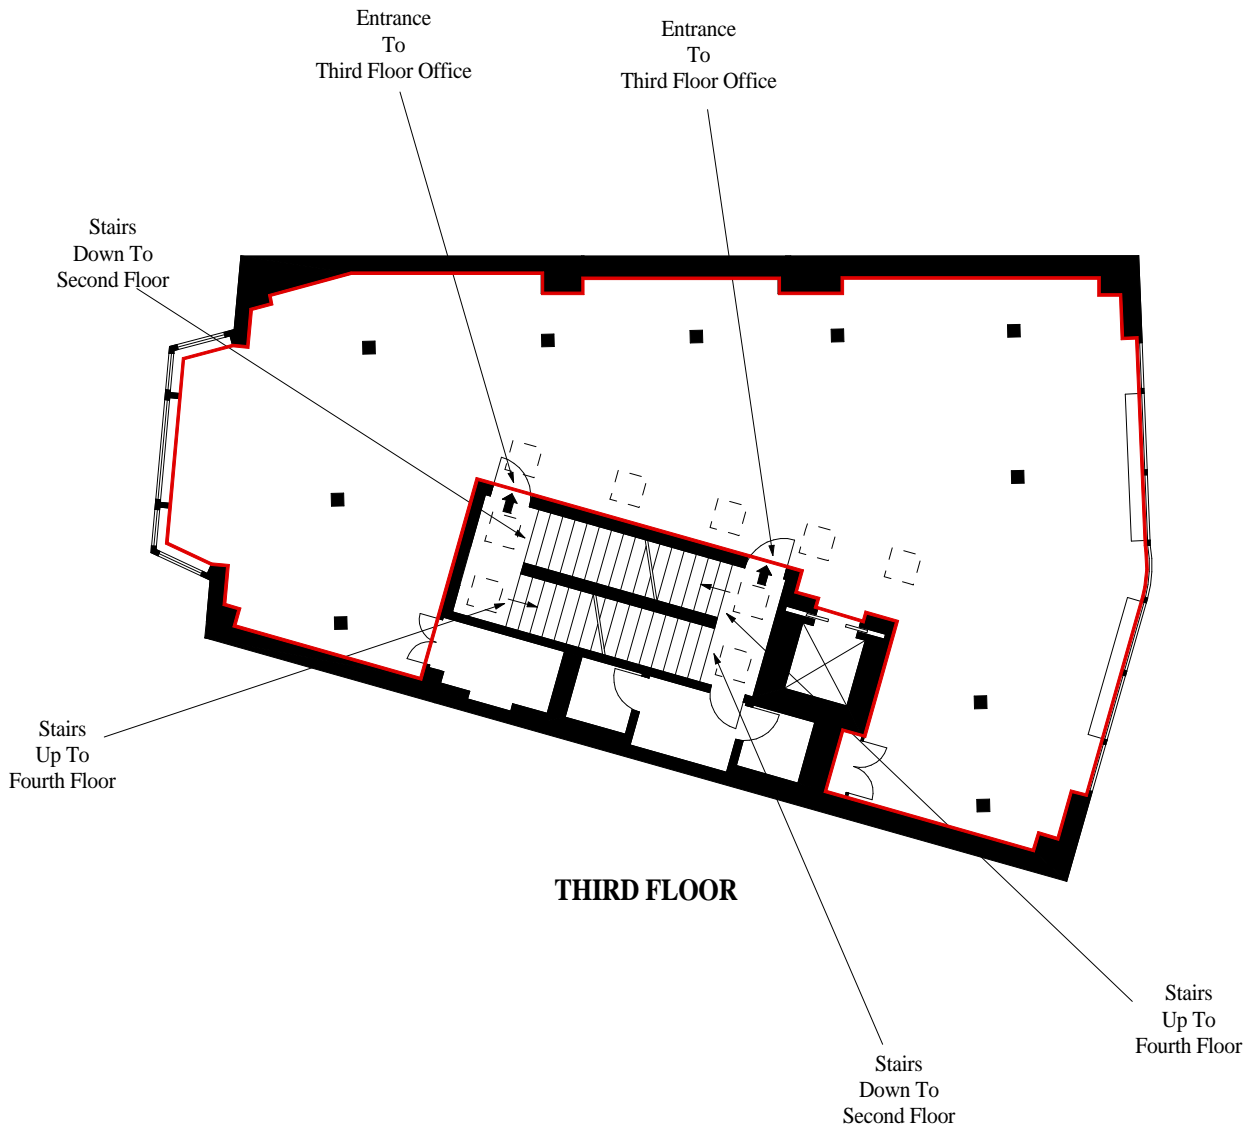 Entrance
To
Third Floor Office
Entrance
To
Third Floor Office
Stairs
Down To
Second Floor
Stairs
Up To
Fourth Floor
THIRD FLOOR
Stairs
Up To
Fourth Floor
Stairs
Down To
Second Floor